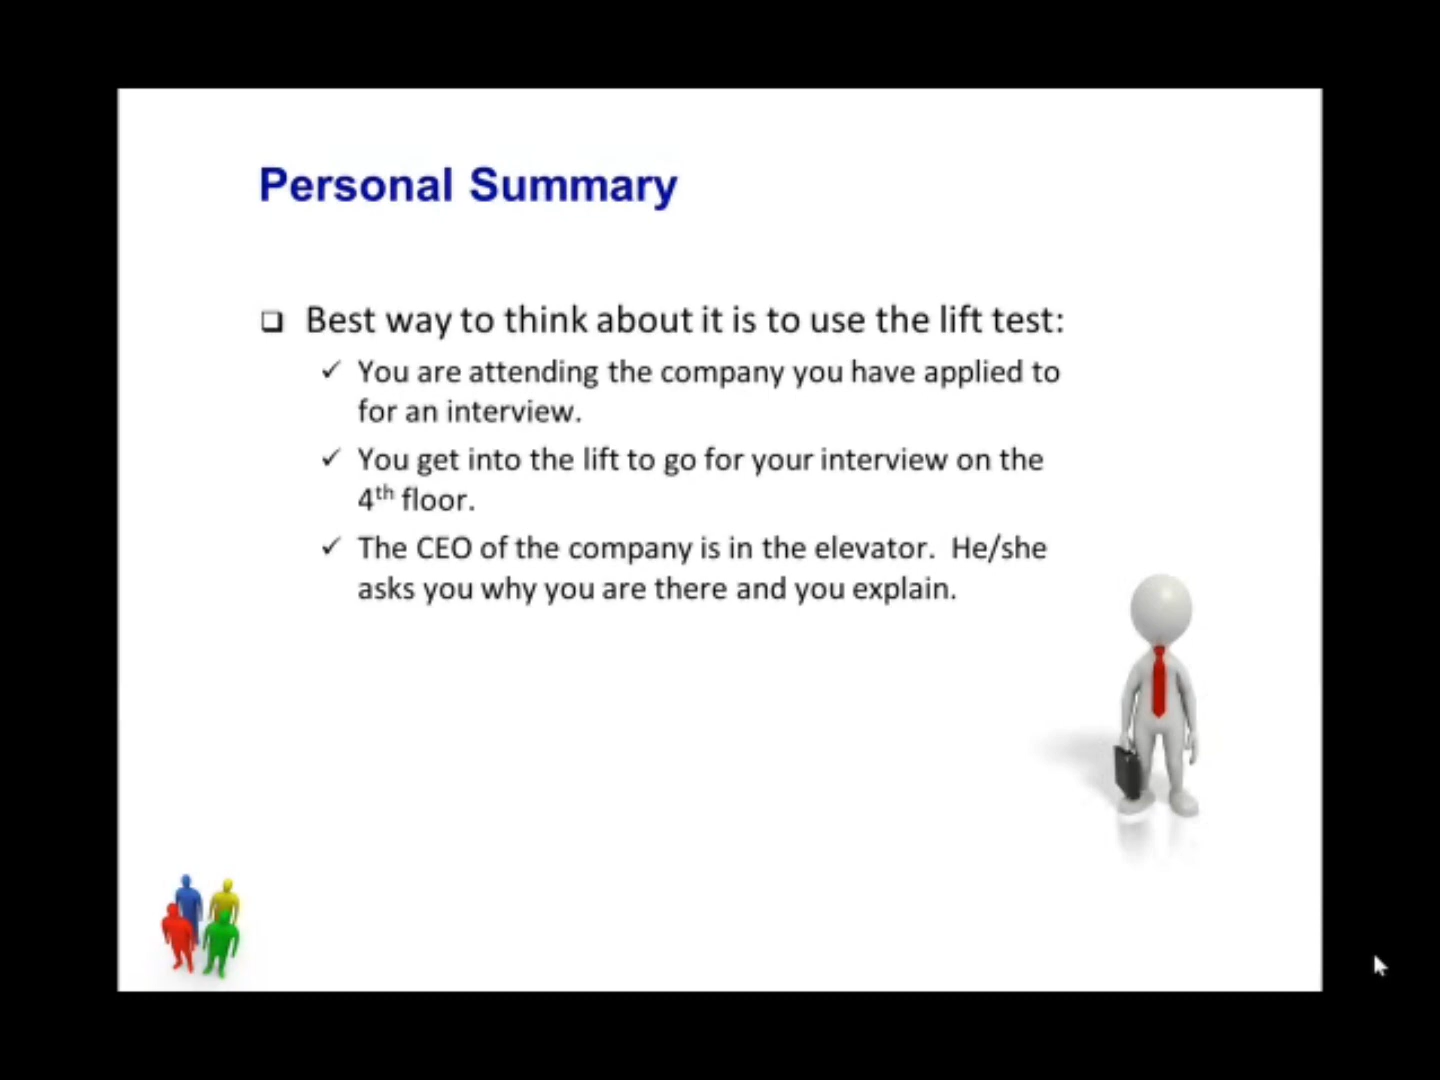 Personal Summary
❑ Best way to think about it is to use the lift test:
✓ You are attending the company you have applied to
for an interview.
✓ You get into the lift to go for your interview on the
4th floor.
✓ The CEO of the company is in the elevator.  He/she
asks you why you are there and you explain.